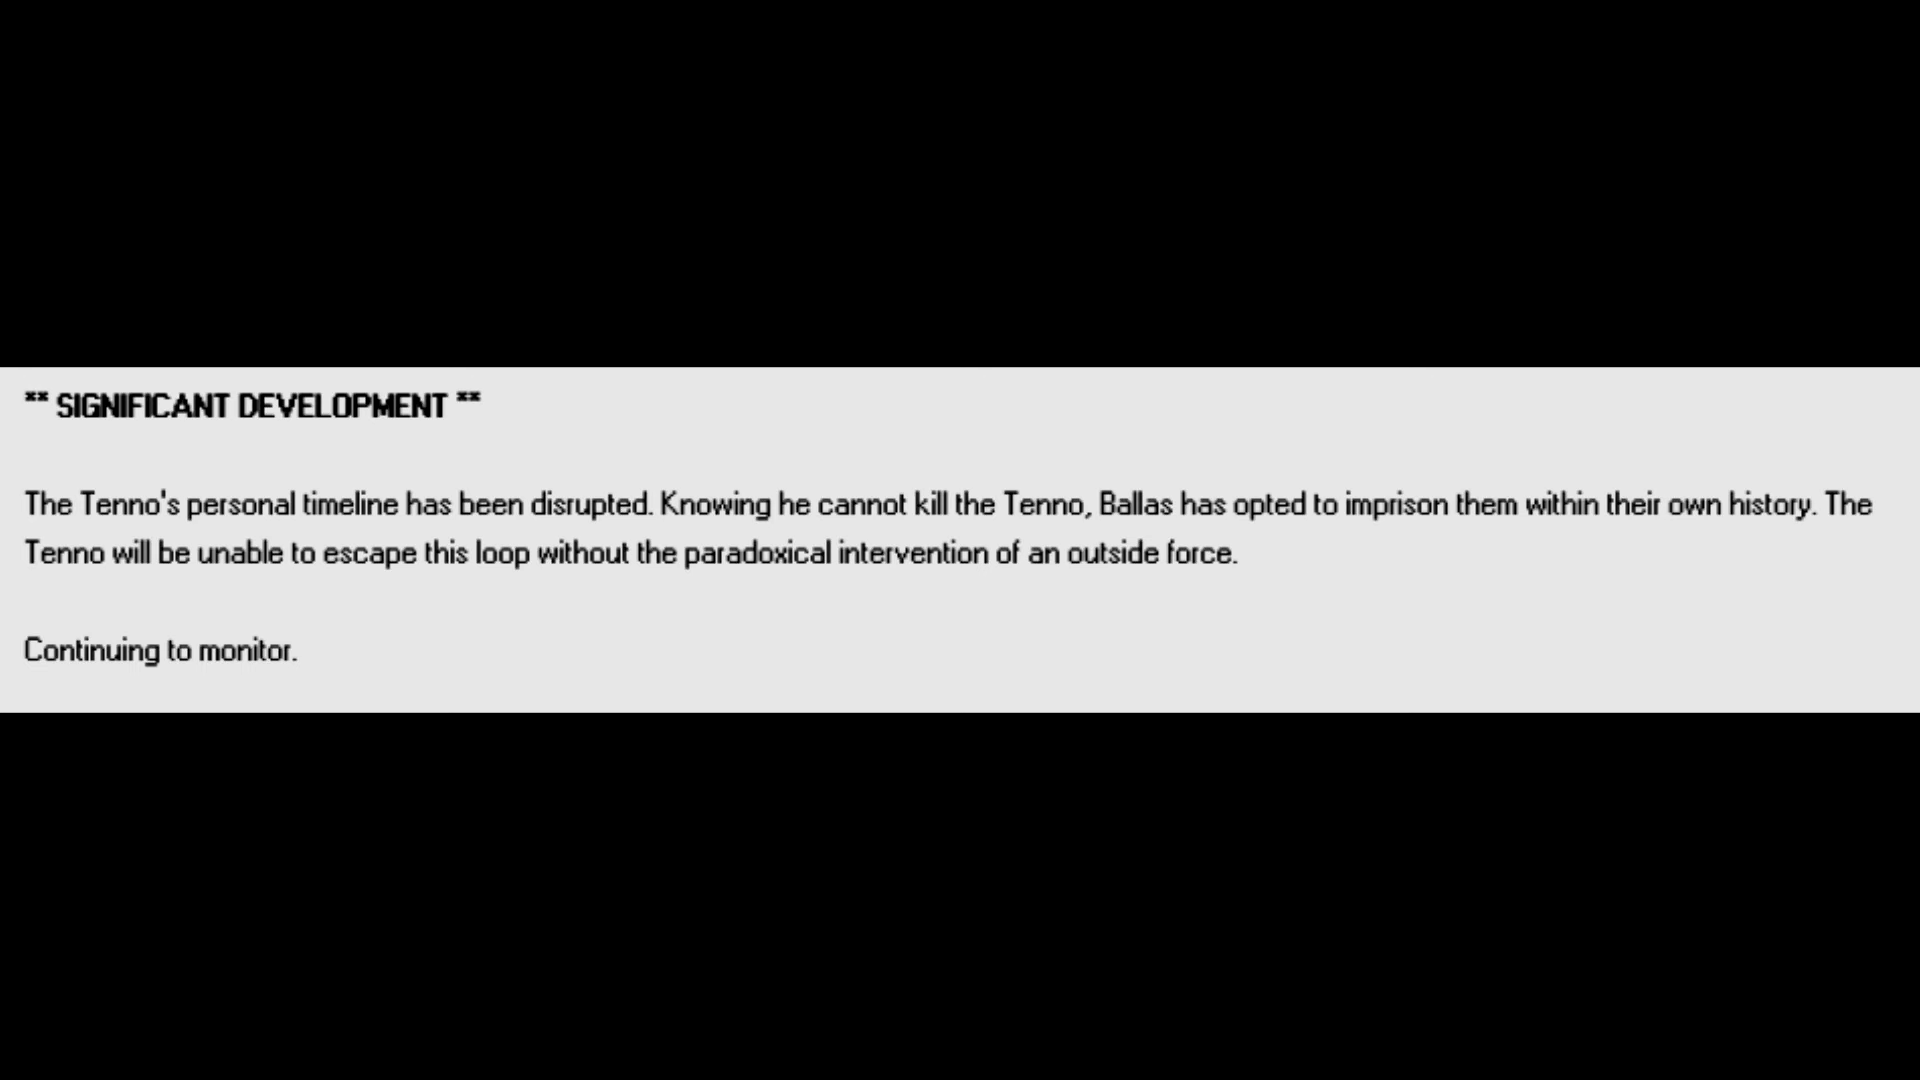 ** SIGNIFICANT DEVELOPMENT **
The Tenno's personal timeline has been disrupted. Knowing he cannot kill the Tenno, Ballas has opted to imprison them within their own history. The
Tenno will be unable to escape this loop without the paradoxical intervention of an outside force.
Continuing to monitor.